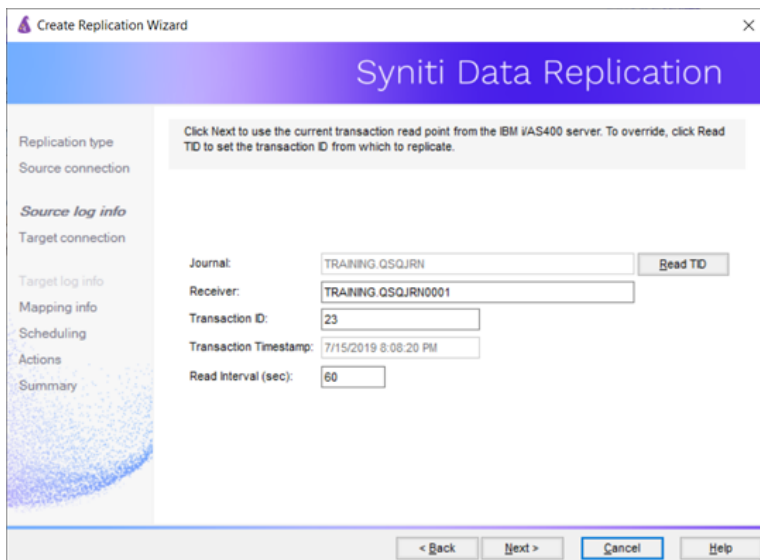 Create Replication Wizard
Syniti Data Replication
Replication type
Source connection
Source log info
Target connection
Target log info
Mapping info
Scheduling
Actions
Summary
Click Next to use the current transaction read point from the IBM i/AS400 server. To override, click Read
TID to set the transaction ID from which to replicate.
Journal: TRAINING.QSQJRN Read TID
Receiver: TRAINING.QSQJRN0001
Transaction ID: 23
Transaction Timestamp: 7/15/2019 8:08:20 PM
Read Interval (sec): 60
< Back Next > Cancel Help